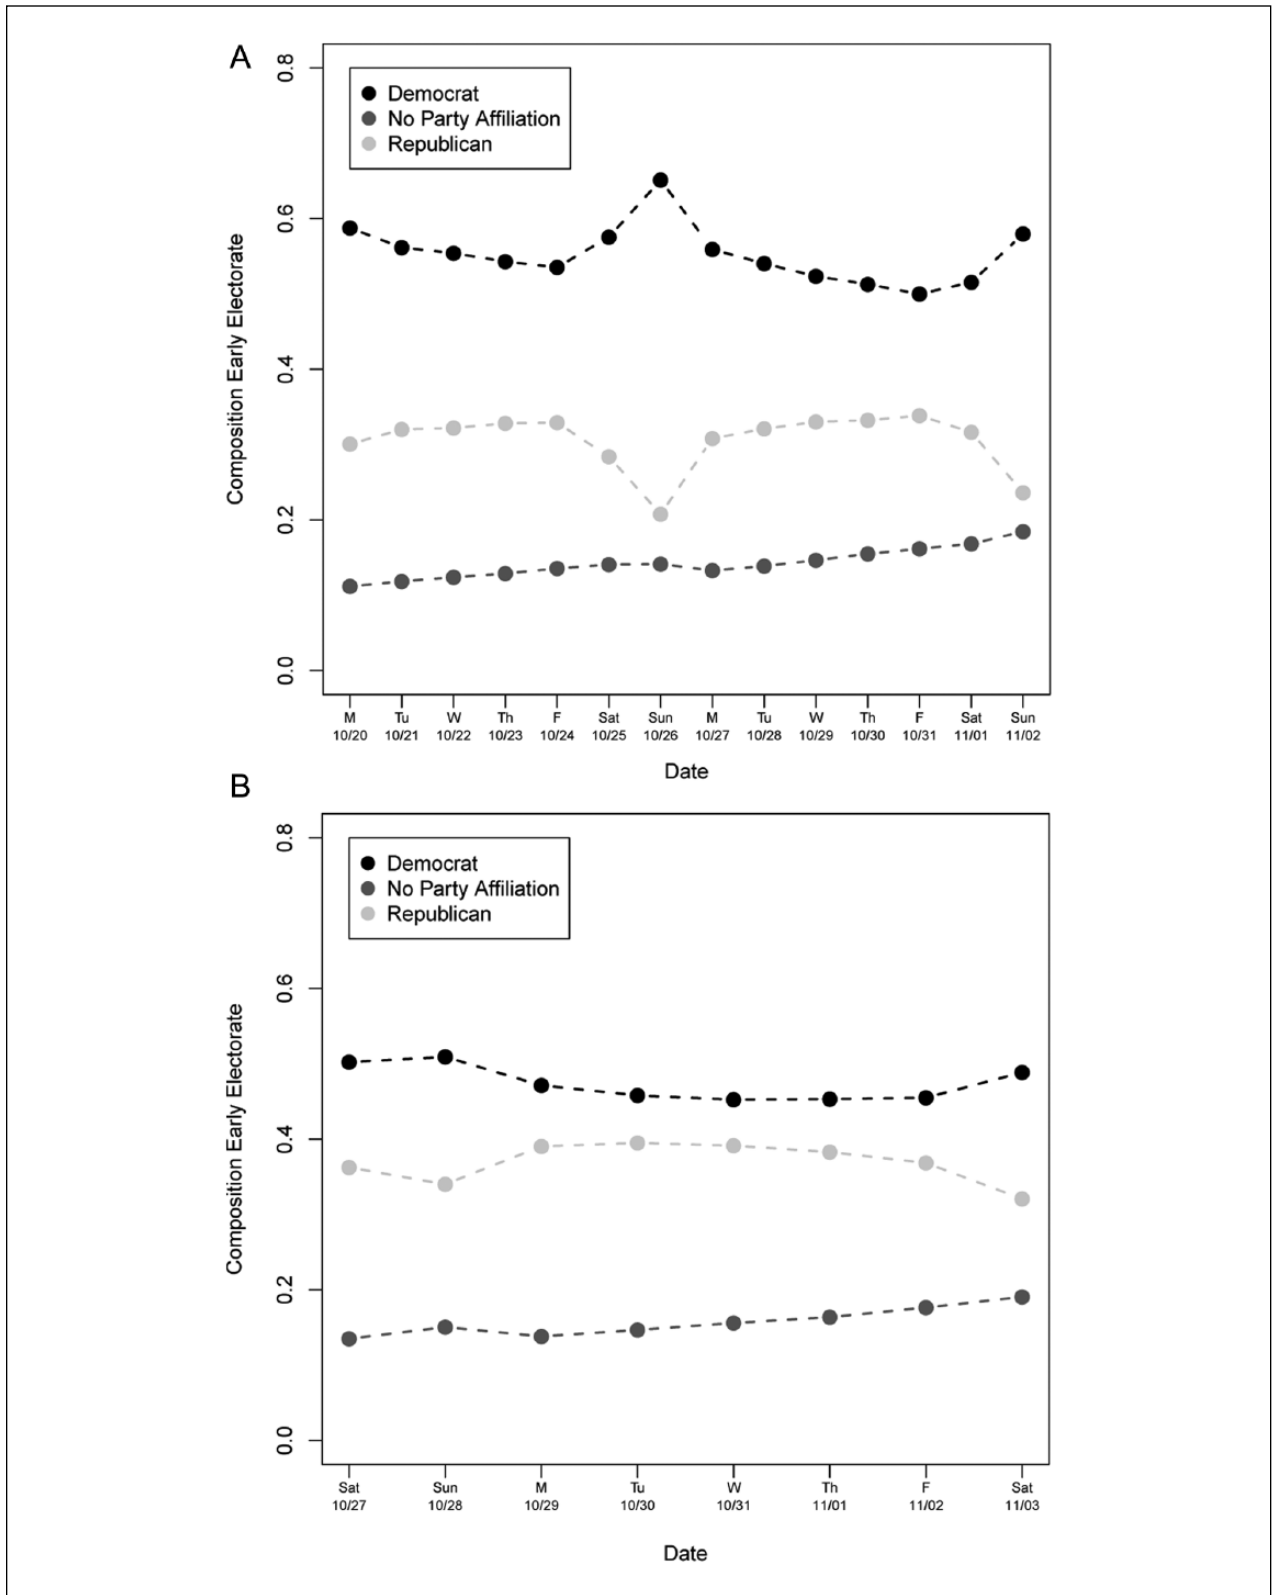 A
Democrat
No Party Affiliation
Republican
Composition Early Electorate
0.8
0.6
0.4
0.2
0.0
M Tu W Th F Sat Sun M Tu W Th F Sat Sun
10/20 10/21 10/22 10/23 10/24 10/25 10/26 10/27 10/28 10/29 10/30 10/31 11/01 11/02
Date
B
Democrat
No Party Affiliation
Republican
Composition Early Electorate
0.8
0.6
0.4
0.2
0.0
Sat Sun M Tu W Th F Sat
10/27 10/28 10/29 10/30 10/31 11/01 11/02 11/03
Date